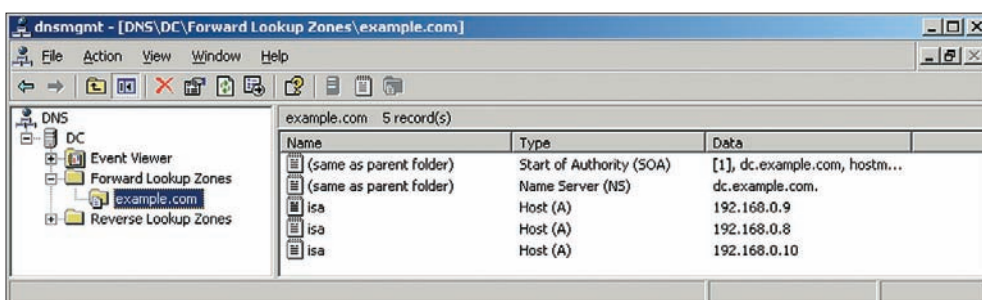 dnsmgmt - [DNS\DC\Forward Lookup Zones\example.com]
File Action View Window Help
DNS
DC
Event Viewer
Forward Lookup Zones
example.com
Reverse Lookup Zones
example.com 5 record(s)
Name Type Data
(same as parent folder) Start of Authority (SOA) [1], dc.example.com, hostm...
(same as parent folder) Name Server (NS) dc.example.com.
isa Host (A) 192.168.0.9
isa Host (A) 192.168.0.8
isa Host (A) 192.168.0.10